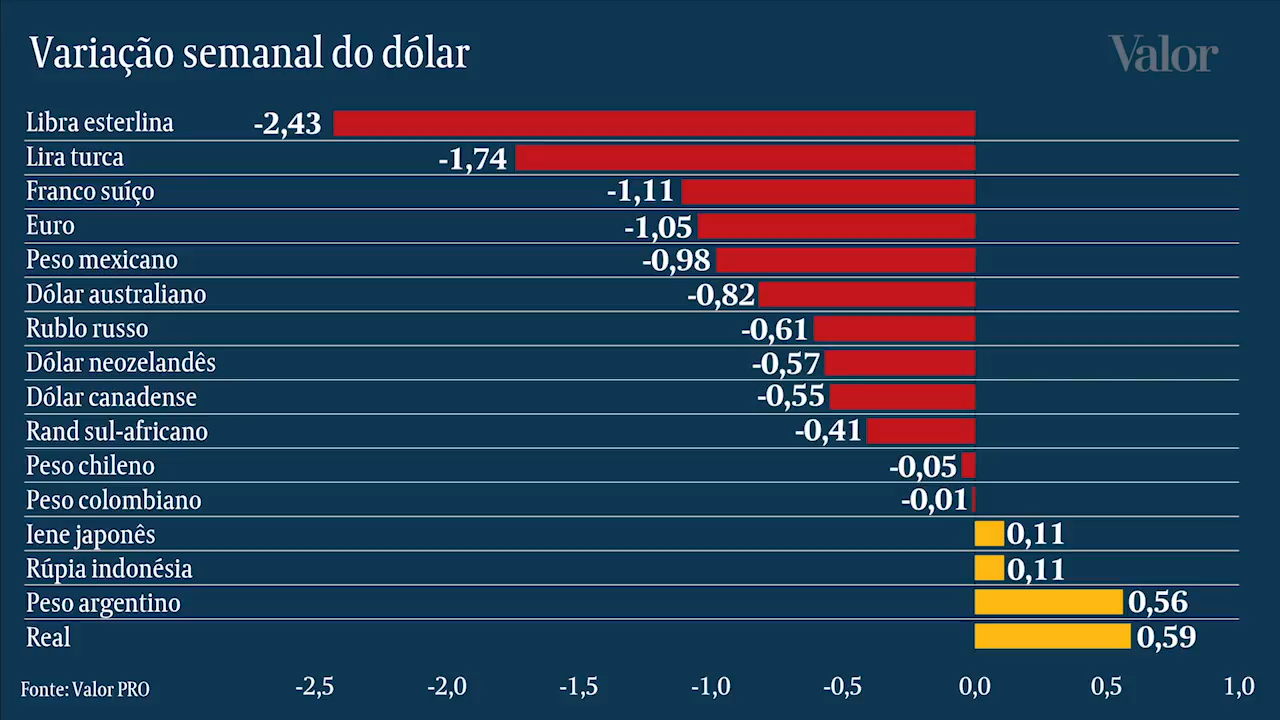 Variação semanal do dólar
Valor
Libra esterlina -2,43
Lira turca -1,74
Franco suíço -1,11
Euro -1,05
Peso mexicano -0,98
Dólar australiano -0,82
Rublo russo -0,61
Dólar neozelandês -0,57
Dólar canadense -0,55
Rand sul-africano -0,41
Peso chileno -0,05
Peso colombiano -0,01
Iene japonês 0,11
Rúpia indonésia 0,11
Peso argentino 0,56
Real 0,59
Fonte: Valor PRO -2,5 -2,0 -1,5 -1,0 -0,5 0,0 0,5 1,0